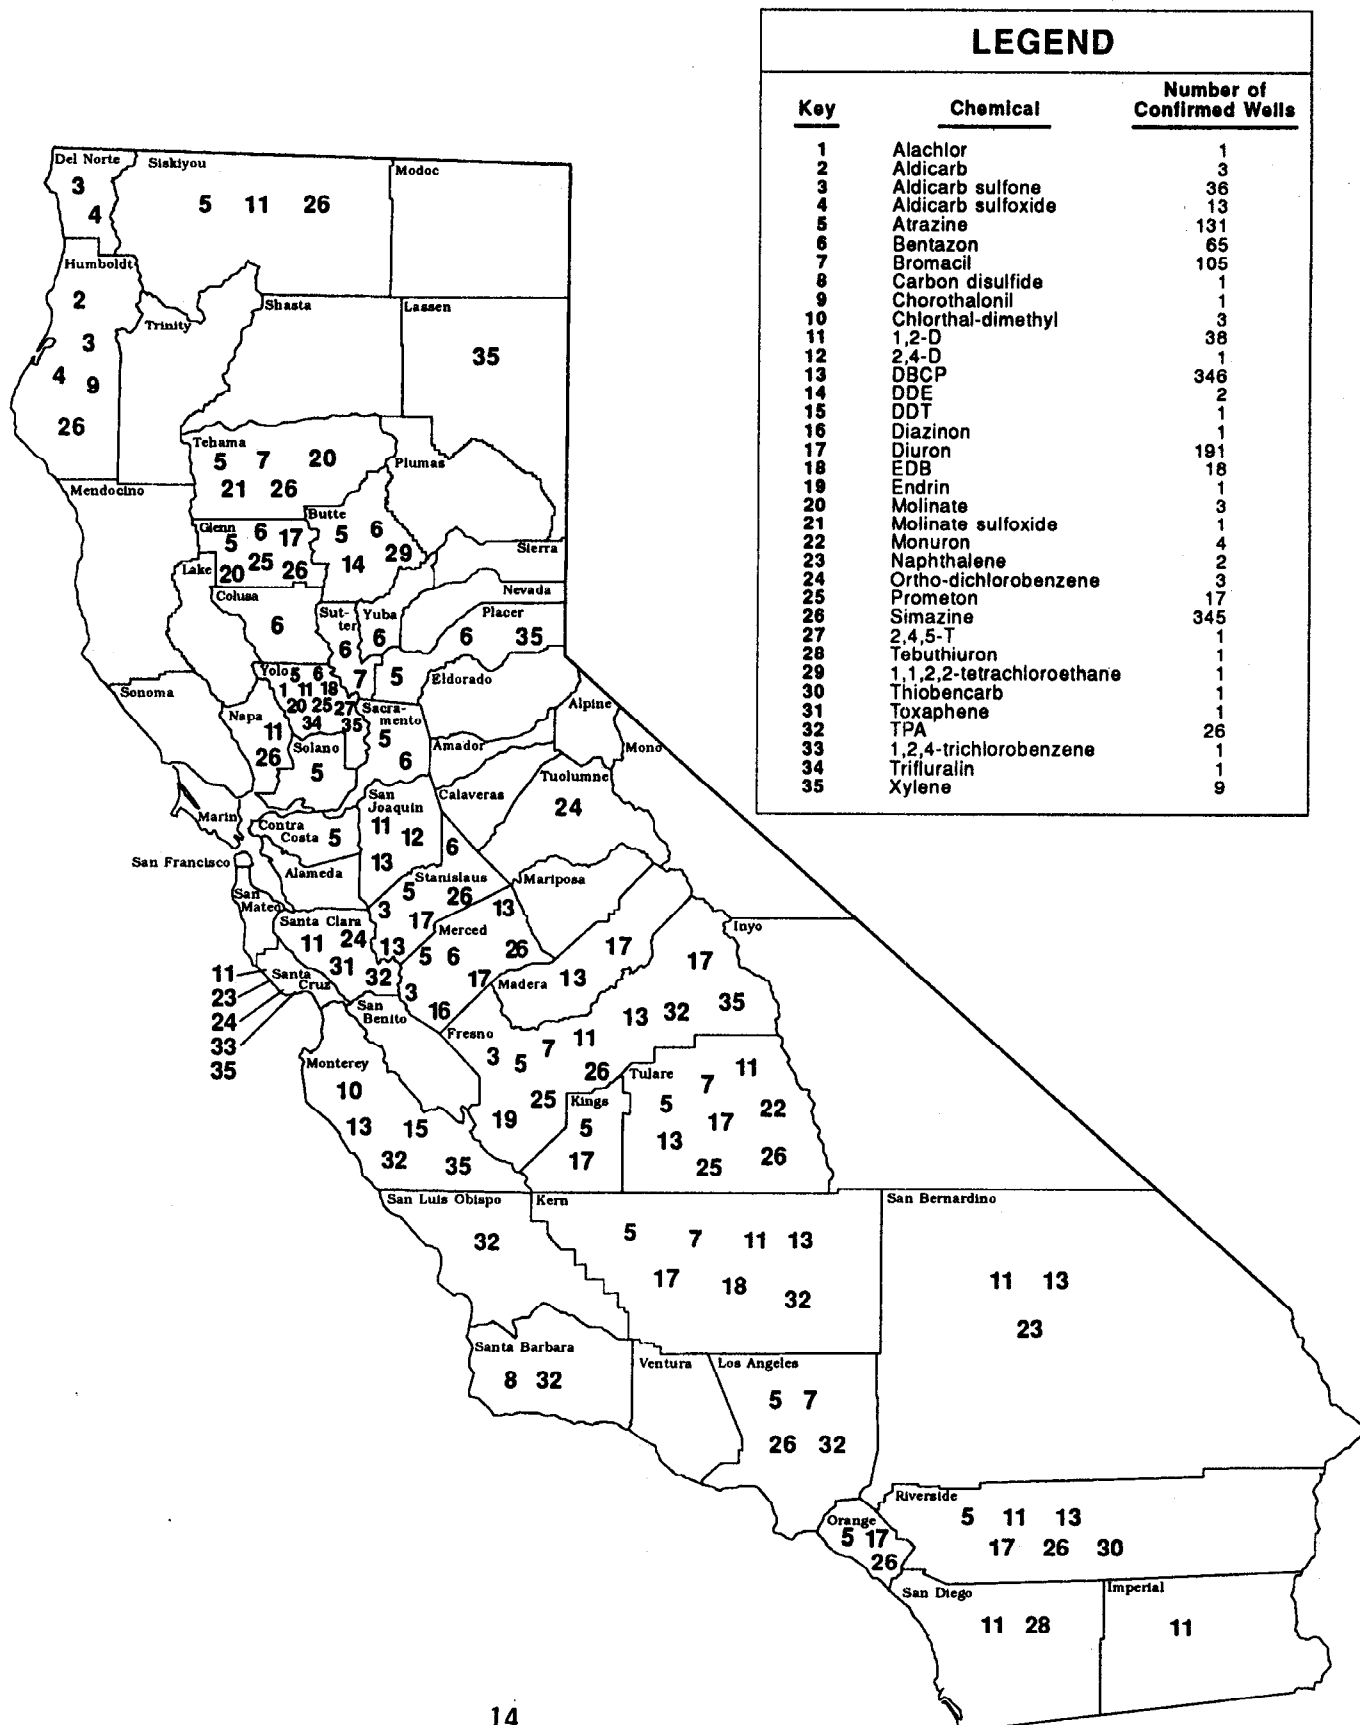 LEGEND
Key Chemical Number of Confirmed Wells
1 Alachlor 1
2 Aldicarb 3
3 Aldicarb sulfone 36
4 Aldicarb sulfoxide 13
5 Atrazine 131
6 Bentazon 65
7 Bromacil 105
8 Carbon disulfide 1
9 Chorothalonil 1
10 Chlorthal-dimethyl 3
11 1,2-D 38
12 2,4-D 1
13 DBCP 346
14 DDE 2
15 DDT 1
16 Diazinon 1
17 Diuron 191
18 EDB 18
19 Endrin 1
20 Molinate 3
21 Molinate sulfoxide 1
22 Monuron 4
23 Naphthalene 2
24 Ortho-dichlorobenzene 3
25 Prometon 17
26 Simazine 345
27 2,4,5-T 1
28 Tebuthiuron 1
29 1,1,2,2-tetrachloroethane 1
30 Thiobencarb 1
31 Toxaphene 1
32 TPA 26
33 1,2,4-trichlorobenzene 1
34 Trifluralin 1
35 Xylene 9
Del Norte
3
4
Siskiyou
5 11 26
Modoc
Humboldt
2
3
4 9
26
Trinity
Shasta
Lassen
35
Tehama
5 7 20
21 26
Plumas
Mendocino
Glenn
5 6 17
25
20 26
Butte
5 6
14 29
Sierra
Lake
Colusa
6
Sut-
ter
6
7
Yuba
6
Nevada
Placer
6 35
5
Eldorado
Yolo 5 6
1 11 18
20 25 27
34 35
Sonoma
Napa
11
26
Solano
5
Sacra-
mento
5
6
Alpine
Amador
Mono
Calaveras
Tuolumne
24
Marin
Contra
Costa 5
San
Joaquin
11 12
13
San Francisco
Alameda
6
Stanislaus
5 26
3 17
13
Mariposa
San
Mateo
Santa Clara
11 24
31 32
Merced
13
5 6 26
17
3
16
Madera
17
13
Inyo
Santa
Cruz
11
23
24
33
35
San
Benito
Fresno
17
13 32 35
3 5 7 11
26
25
19
Monterey
10
13 15
32 35
Kings
5
17
Tulare
7 11
5 22
17
13
25 26
San Luis Obispo
32
Kern
5 7 11 13
17 18 32
San Bernardino
11 13
23
Santa Barbara
8 32
Ventura
Los Angeles
5 7
26 32
Orange
5 17
26
Riverside
5 11 13
17 26 30
San Diego
11 28
Imperial
11
14